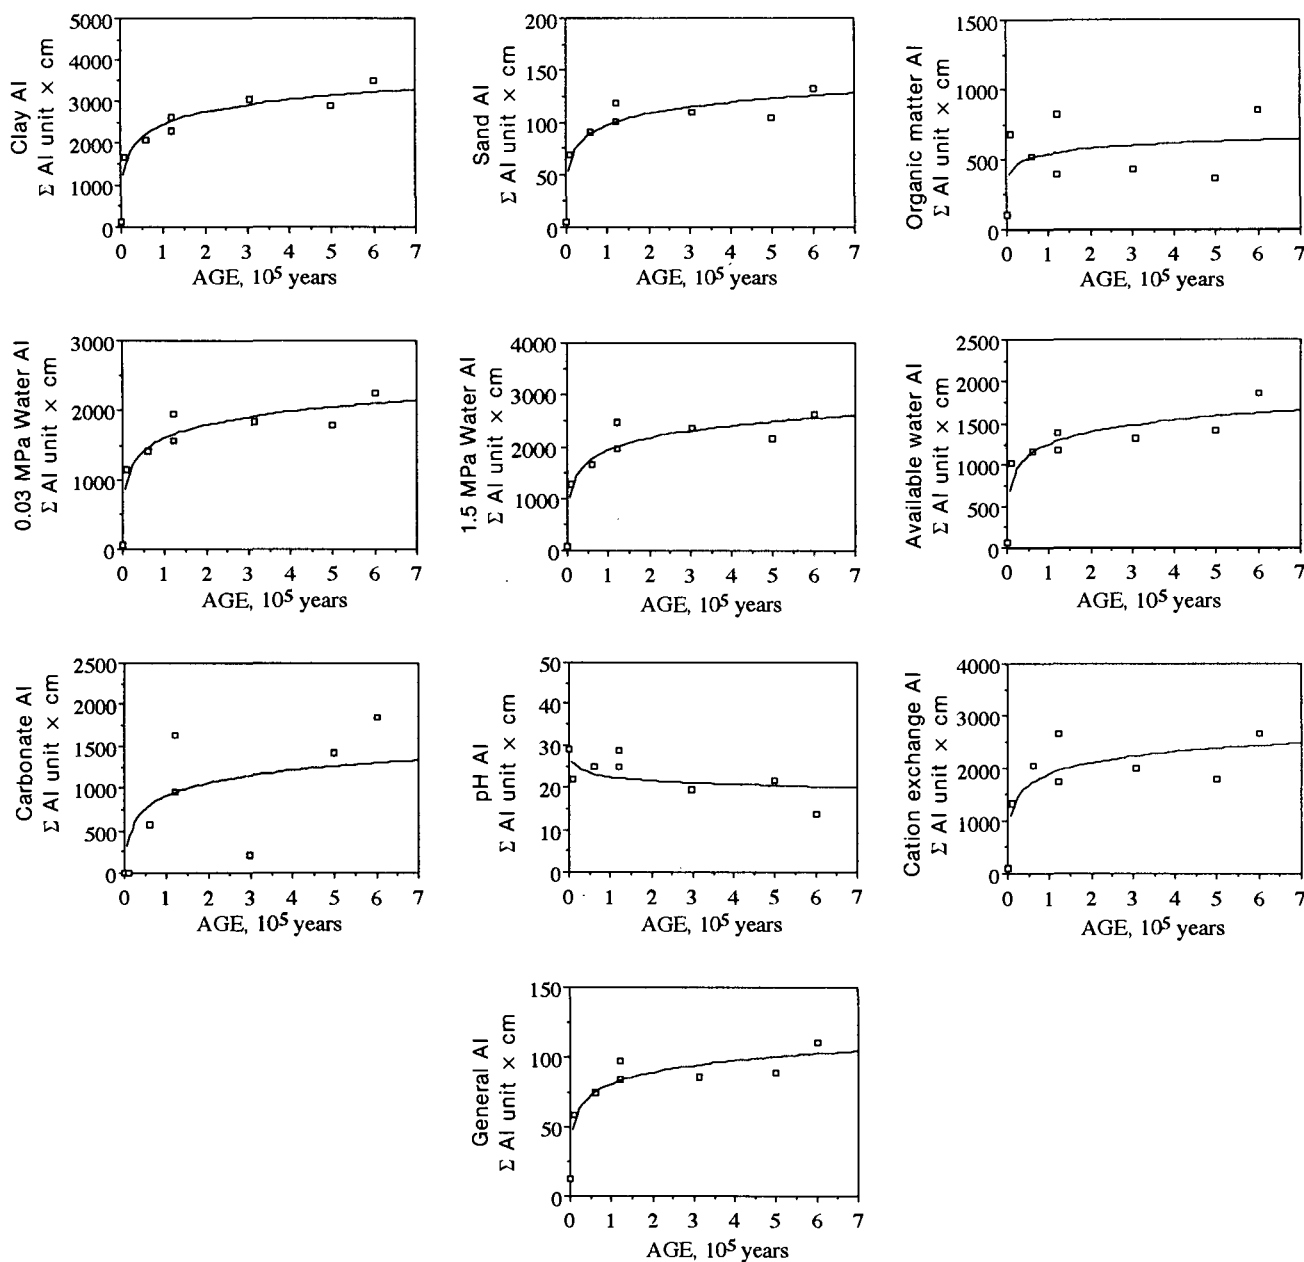 Clay AI
Σ AI unit × cm
5000
4000
3000
2000
1000
0
0 1 2 3 4 5 6 7
AGE, 10⁵ years
Sand AI
Σ AI unit × cm
200
150
100
50
0
0 1 2 3 4 5 6 7
AGE, 10⁵ years
Organic matter AI
Σ AI unit × cm
1500
1000
500
0
0 1 2 3 4 5 6 7
AGE, 10⁵ years
0.03 MPa Water AI
Σ AI unit × cm
3000
2000
1000
0
0 1 2 3 4 5 6 7
AGE, 10⁵ years
1.5 MPa Water AI
Σ AI unit × cm
4000
3000
2000
1000
0
0 1 2 3 4 5 6 7
AGE, 10⁵ years
Available water AI
Σ AI unit × cm
2500
2000
1500
1000
500
0
0 1 2 3 4 5 6 7
AGE, 10⁵ years
Carbonate AI
Σ AI unit × cm
2500
2000
1500
1000
500
0
0 1 2 3 4 5 6 7
AGE, 10⁵ years
pH AI
Σ AI unit × cm
50
40
30
20
10
0
0 1 2 3 4 5 6 7
AGE, 10⁵ years
Cation exchange AI
Σ AI unit × cm
4000
3000
2000
1000
0
0 1 2 3 4 5 6 7
AGE, 10⁵ years
General AI
Σ AI unit × cm
150
100
50
0
0 1 2 3 4 5 6 7
AGE, 10⁵ years